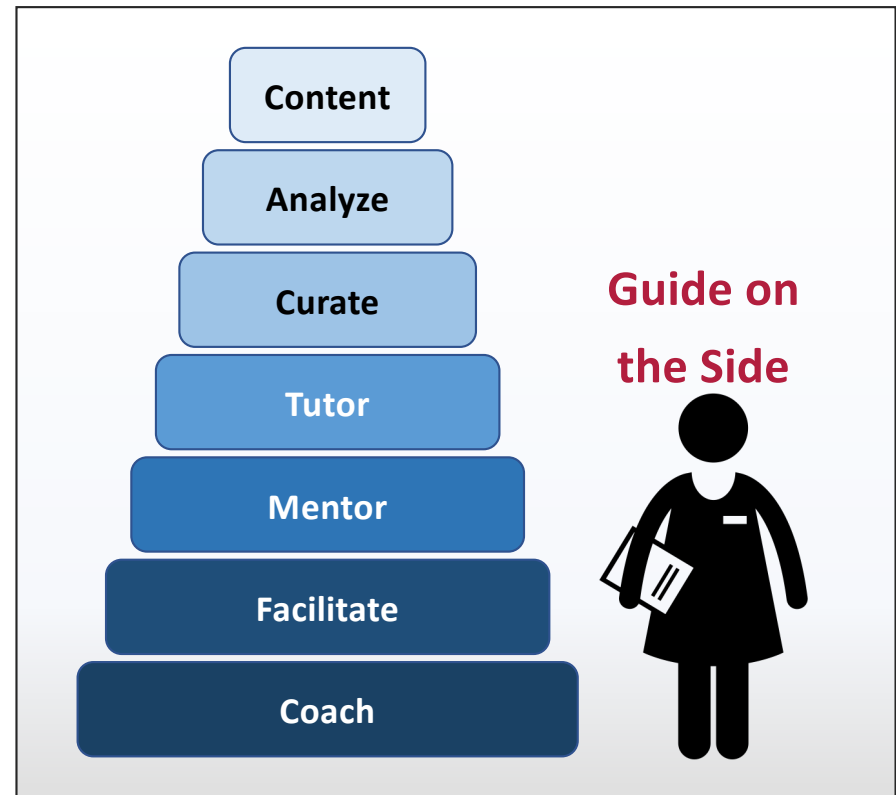 Content
Analyze
Curate
Guide on
the Side
Tutor
Mentor
Facilitate
Coach